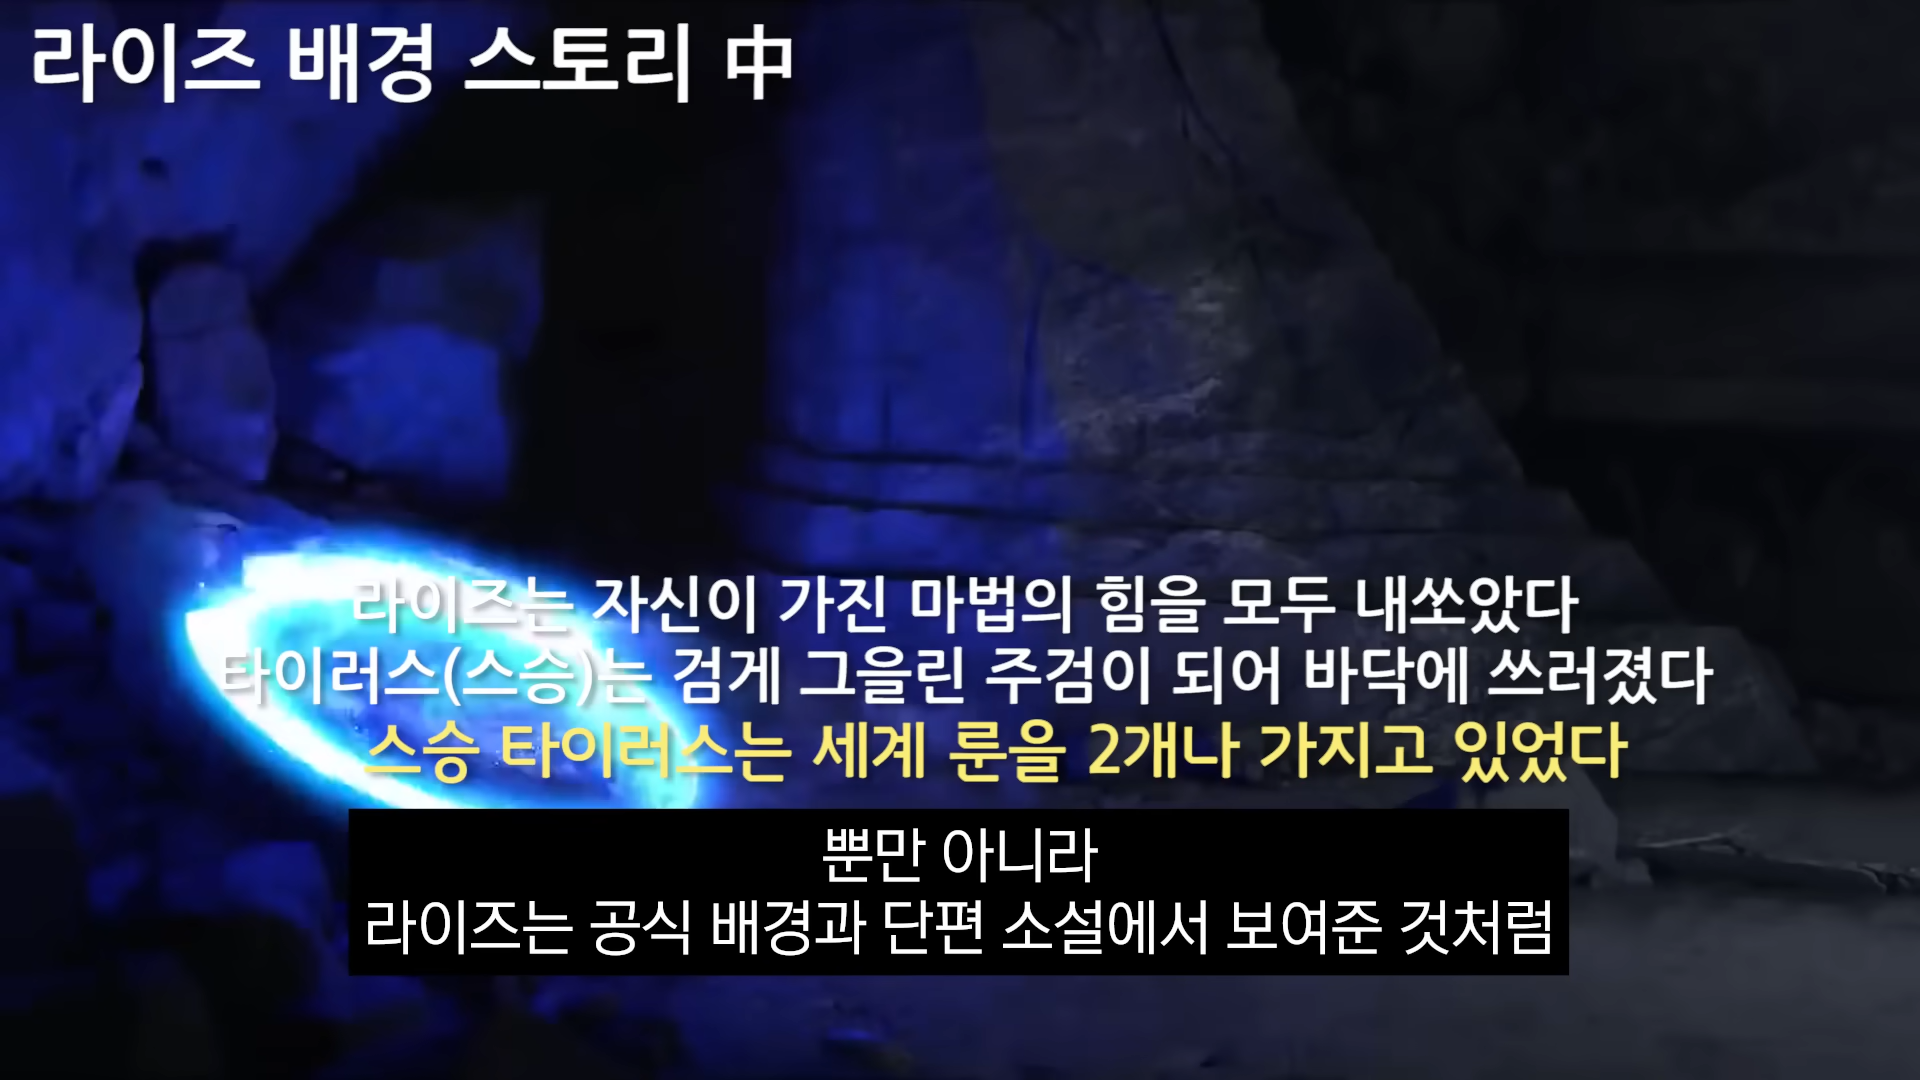 라이즈 배경 스토리 中
라이즈는 자신이 가진 마법의 힘을 모두 내쏘았다
타이러스(스승)는 검게 그을린 주검이 되어 바닥에 쓰러졌다
스승 타이러스는 세계 룬을 2개나 가지고 있었다
뿐만 아니라
라이즈는 공식 배경과 단편 소설에서 보여준 것처럼